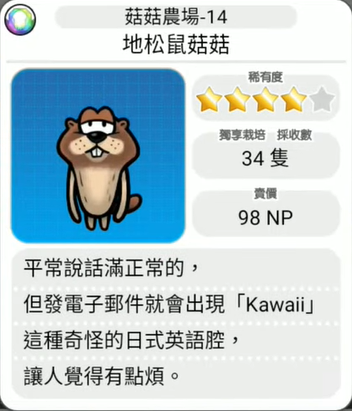 菇菇農場-14
地松鼠菇菇
稀有度
獨享栽培 採收數
34 隻
賣價
98 NP
平常說話滿正常的，
但發電子郵件就會出現「Kawaii」
這種奇怪的日式英語腔，
讓人覺得有點煩。